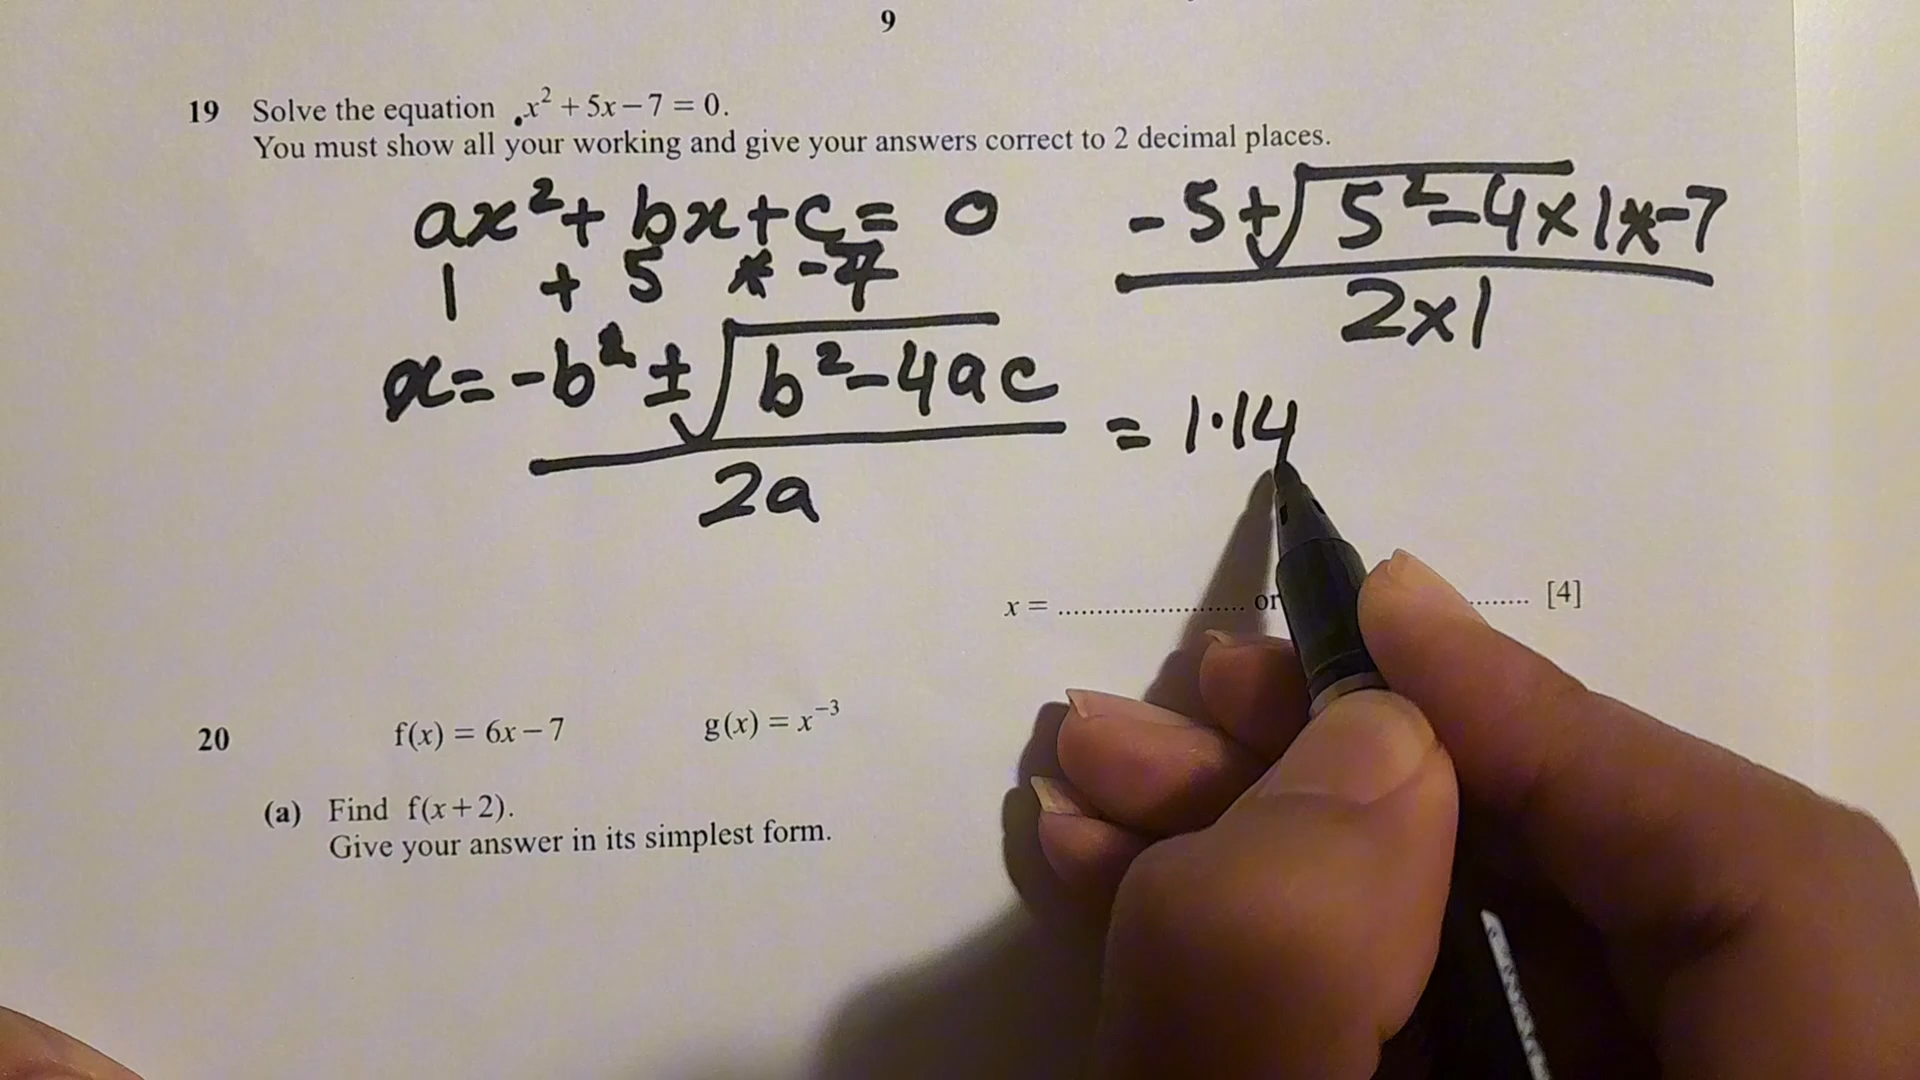 9
19 Solve the equation x² + 5x − 7 = 0.
You must show all your working and give your answers correct to 2 decimal places.
ax² + bx + c = 0
1 + 5 -7
x = -b ± √b² - 4ac
2a
-5 + √5² - 4 × 1 × -7
2 × 1
= 1.14
x = ........................ or ........ [4]
20 f(x) = 6x − 7 g(x) = x⁻³
(a) Find f(x + 2).
Give your answer in its simplest form.